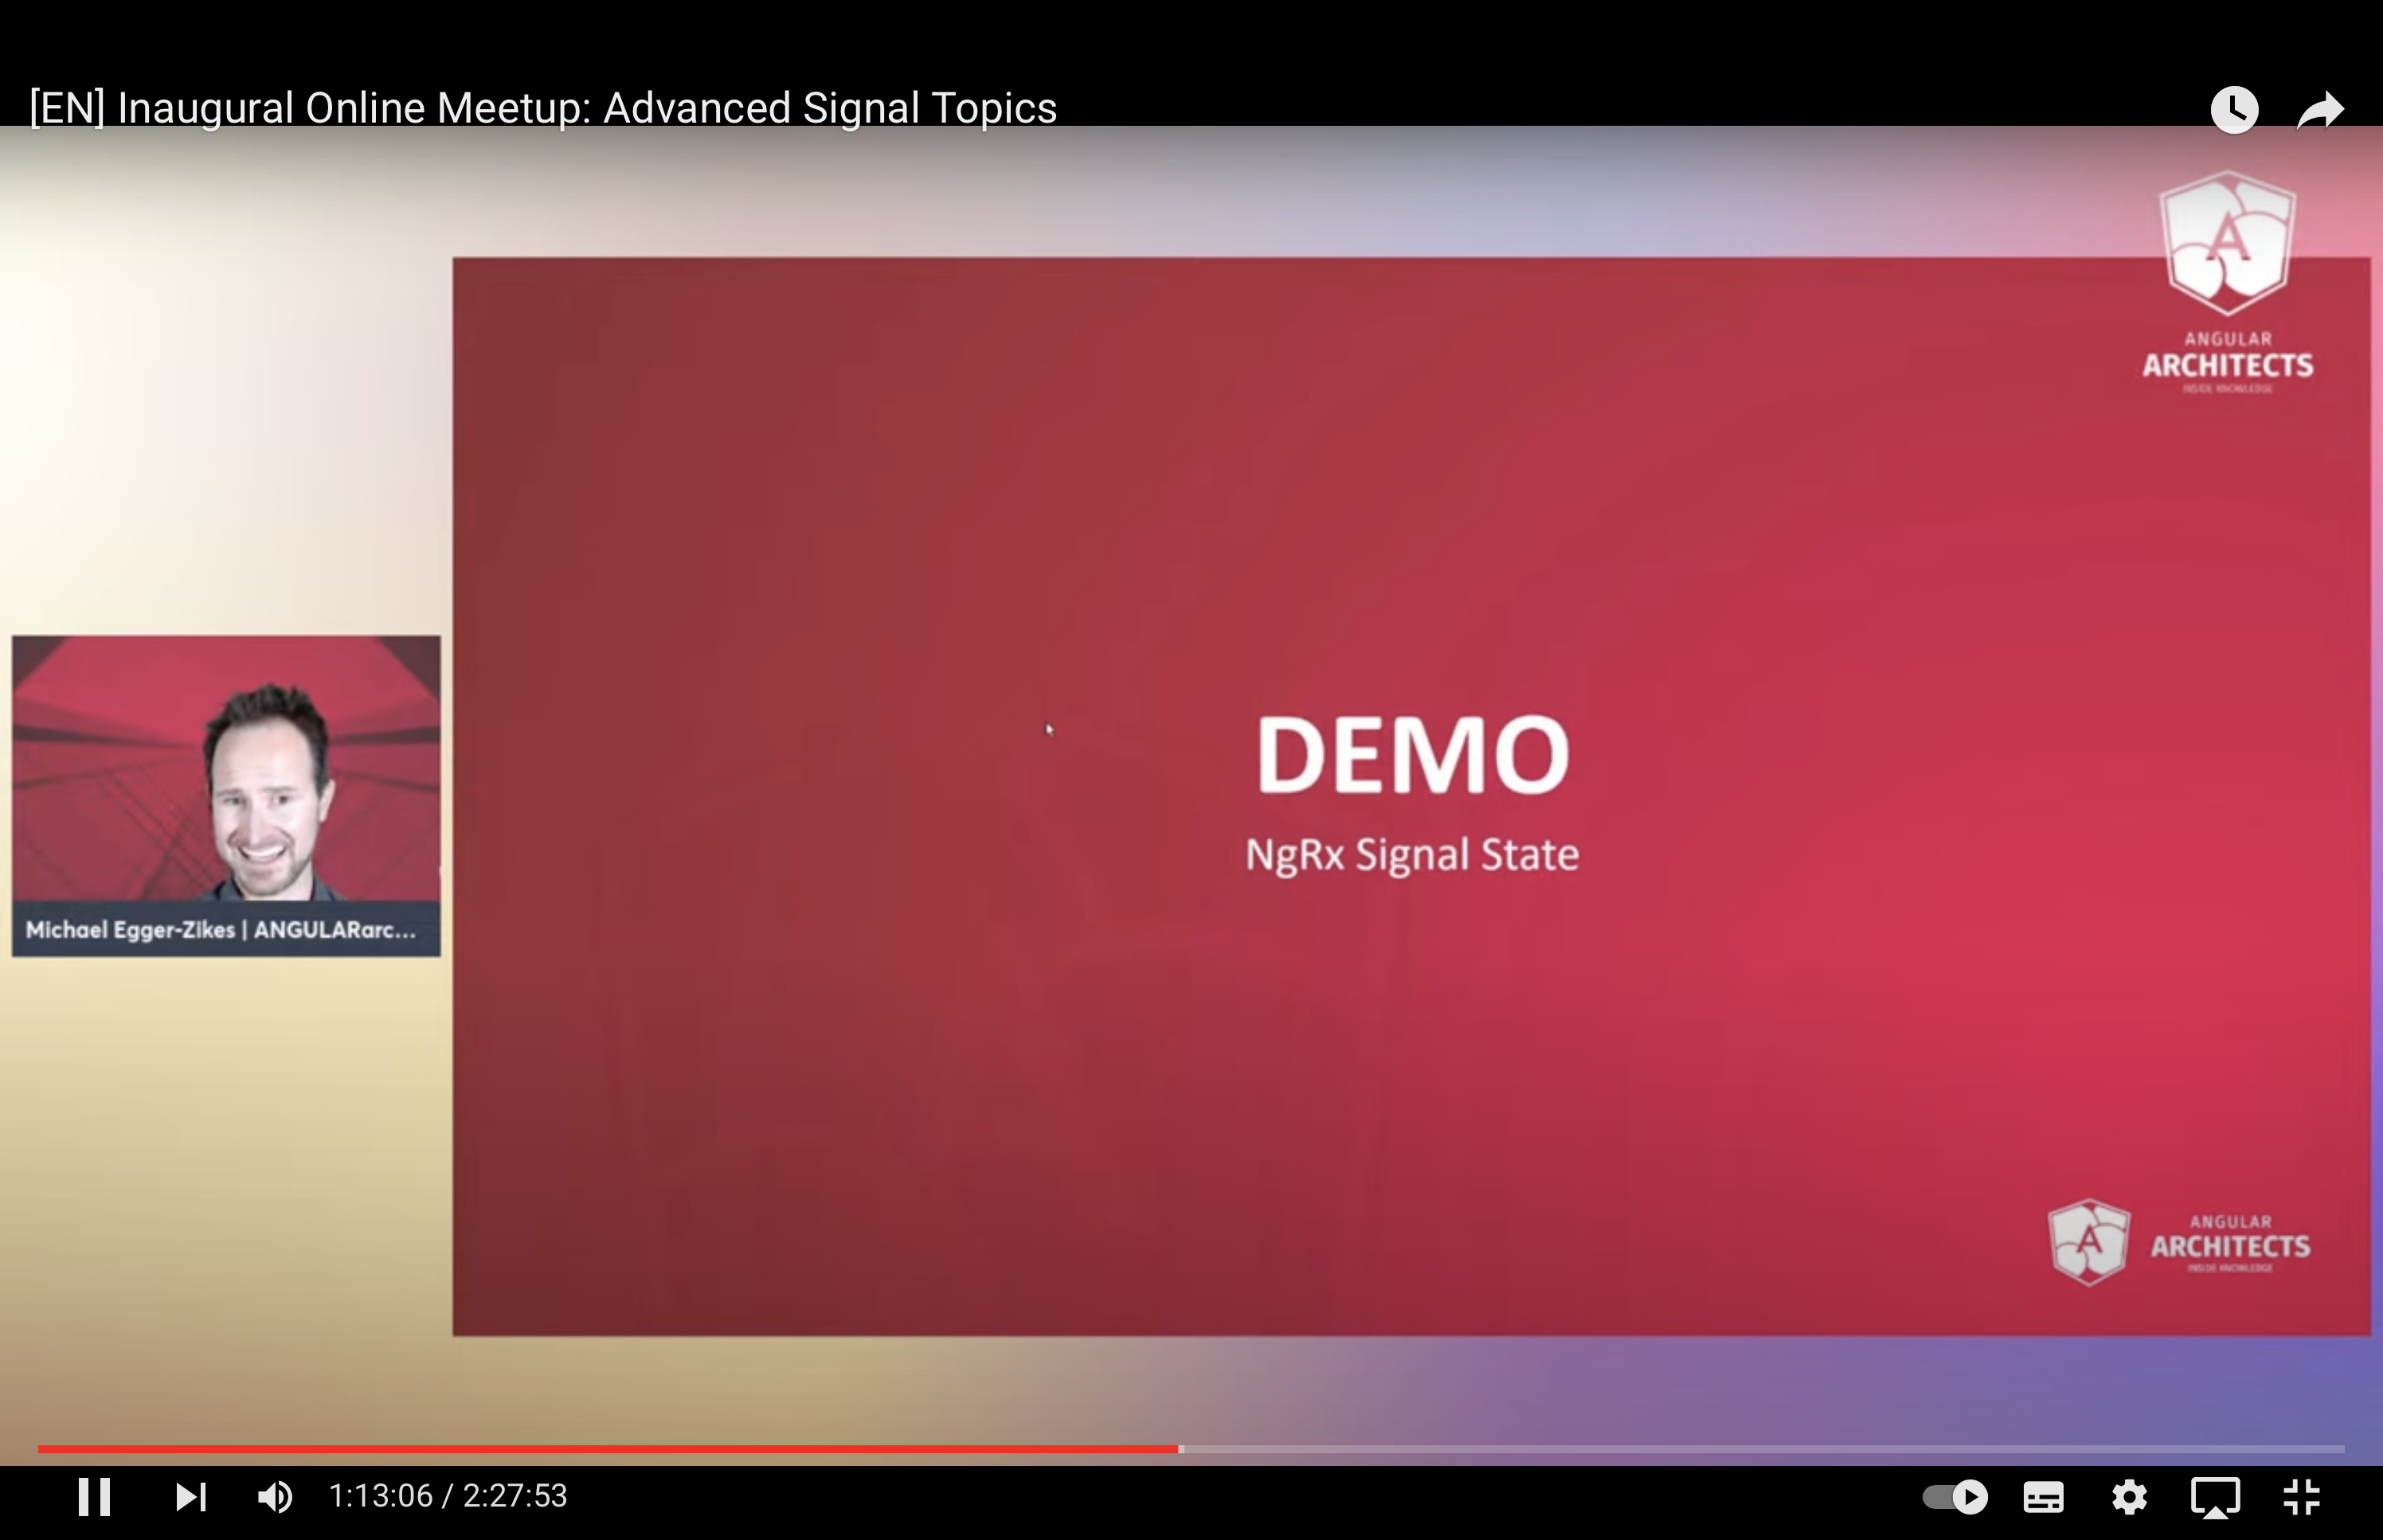 [EN] Inaugural Online Meetup: Advanced Signal Topics
A
ANGULAR
ARCHITECTS
INSIDE KNOWLEDGE
DEMO
NgRx Signal State
Michael Egger-Zikes | ANGULARarc...
A
ANGULAR
ARCHITECTS
INSIDE KNOWLEDGE
1:13:06 / 2:27:53